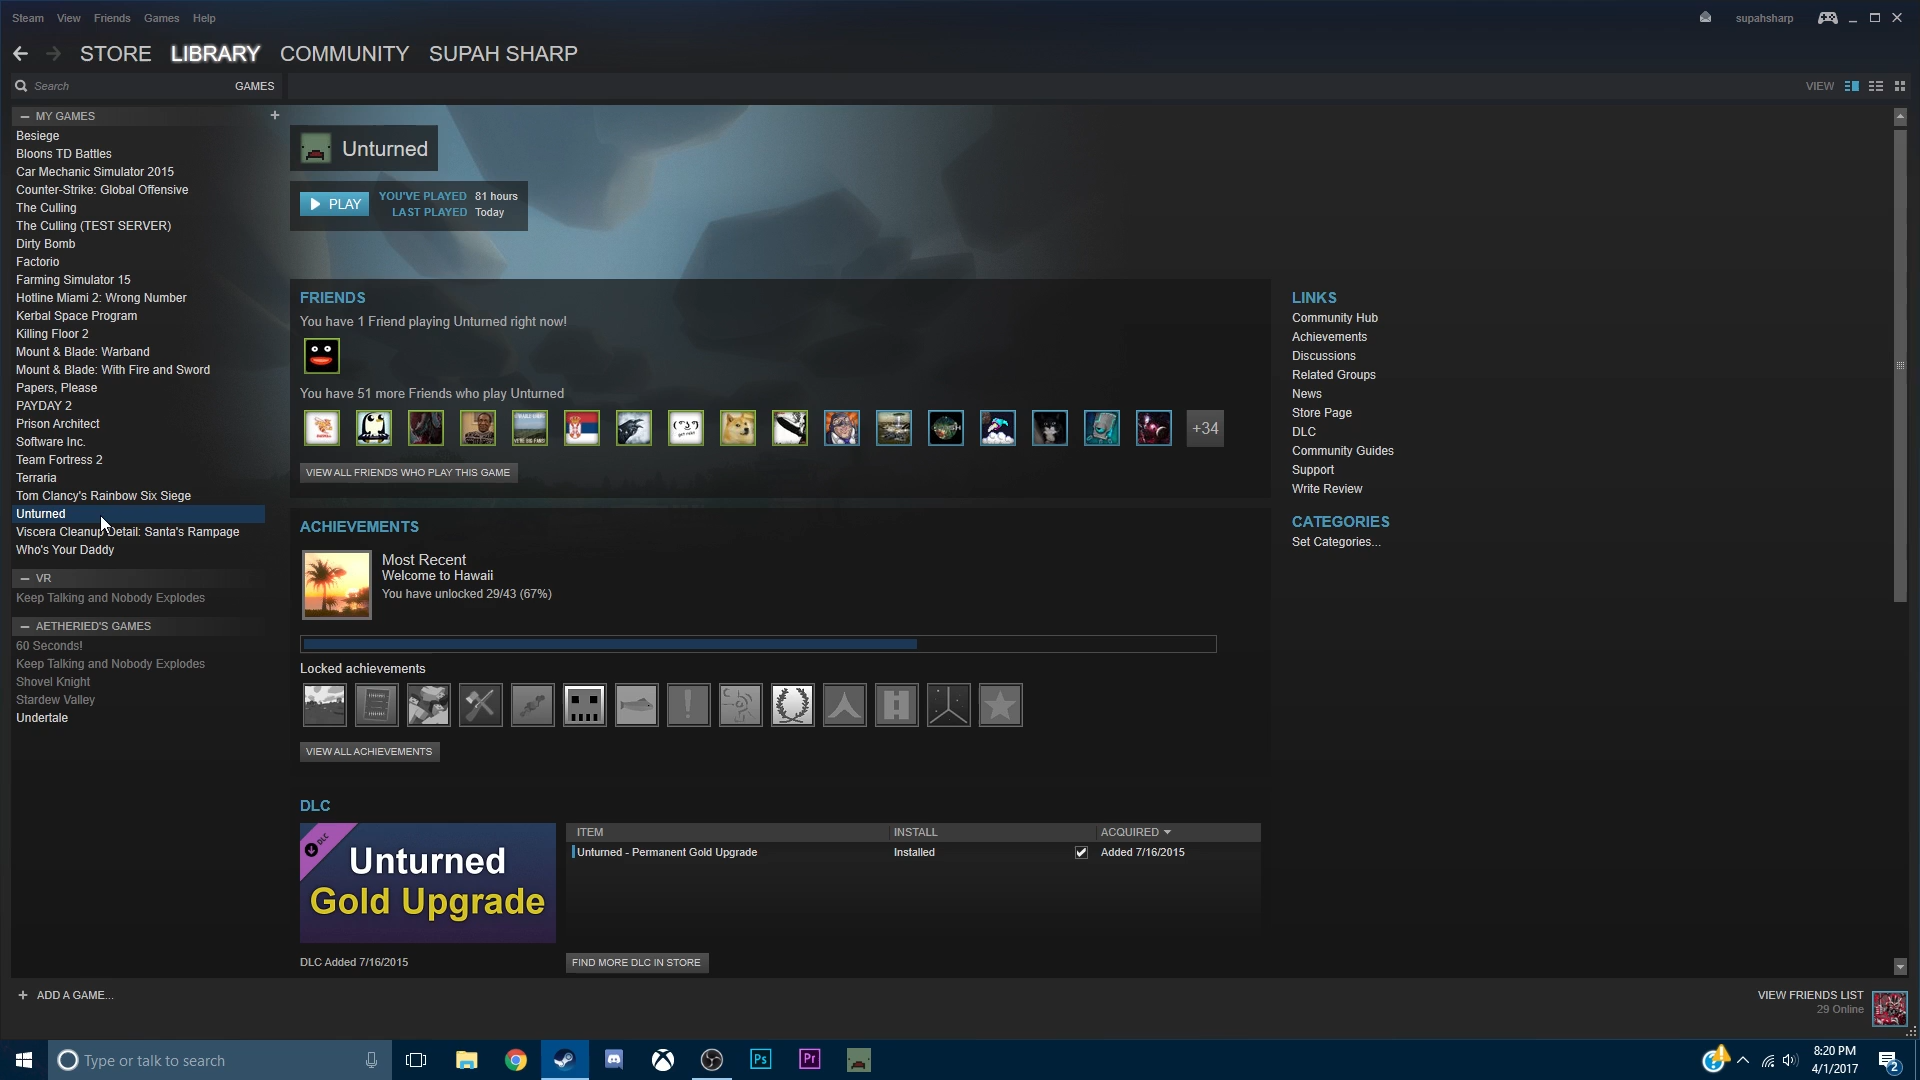 Steam View Friends Games Help
supahsharp
STORE LIBRARY COMMUNITY SUPAH SHARP
Search GAMES
VIEW
— MY GAMES +
Besiege
Bloons TD Battles
Car Mechanic Simulator 2015
Counter-Strike: Global Offensive
The Culling
The Culling (TEST SERVER)
Dirty Bomb
Factorio
Farming Simulator 15
Hotline Miami 2: Wrong Number
Kerbal Space Program
Killing Floor 2
Mount & Blade: Warband
Mount & Blade: With Fire and Sword
Papers, Please
PAYDAY 2
Prison Architect
Software Inc.
Team Fortress 2
Terraria
Tom Clancy's Rainbow Six Siege
Unturned
Viscera Cleanup Detail: Santa's Rampage
Who's Your Daddy
— VR
Keep Talking and Nobody Explodes
— AETHERIED'S GAMES
60 Seconds!
Keep Talking and Nobody Explodes
Shovel Knight
Stardew Valley
Undertale
Unturned
PLAY
YOU'VE PLAYED 81 hours
LAST PLAYED Today
FRIENDS
You have 1 Friend playing Unturned right now!
You have 51 more Friends who play Unturned
+34
VIEW ALL FRIENDS WHO PLAY THIS GAME
ACHIEVEMENTS
Most Recent
Welcome to Hawaii
You have unlocked 29/43 (67%)
Locked achievements
VIEW ALL ACHIEVEMENTS
DLC
DLC
Unturned
Gold Upgrade
DLC Added 7/16/2015
ITEM INSTALL ACQUIRED
Unturned - Permanent Gold Upgrade Installed Added 7/16/2015
FIND MORE DLC IN STORE
LINKS
Community Hub
Achievements
Discussions
Related Groups
News
Store Page
DLC
Community Guides
Support
Write Review
CATEGORIES
Set Categories...
+ ADD A GAME...
VIEW FRIENDS LIST
29 Online
Type or talk to search
Ps
Pr
8:20 PM
4/1/2017
2